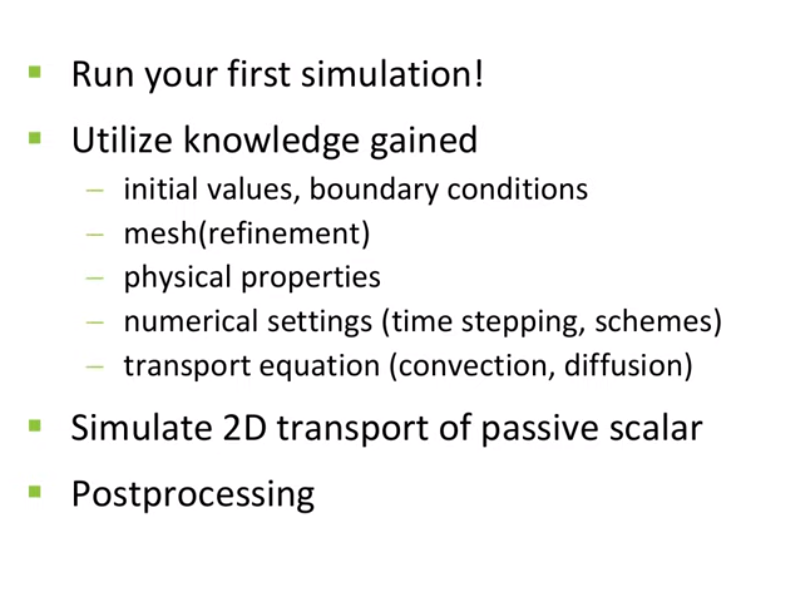 Run your first simulation!
Utilize knowledge gained
– initial values, boundary conditions
– mesh(refinement)
– physical properties
– numerical settings (time stepping, schemes)
– transport equation (convection, diffusion)
Simulate 2D transport of passive scalar
Postprocessing